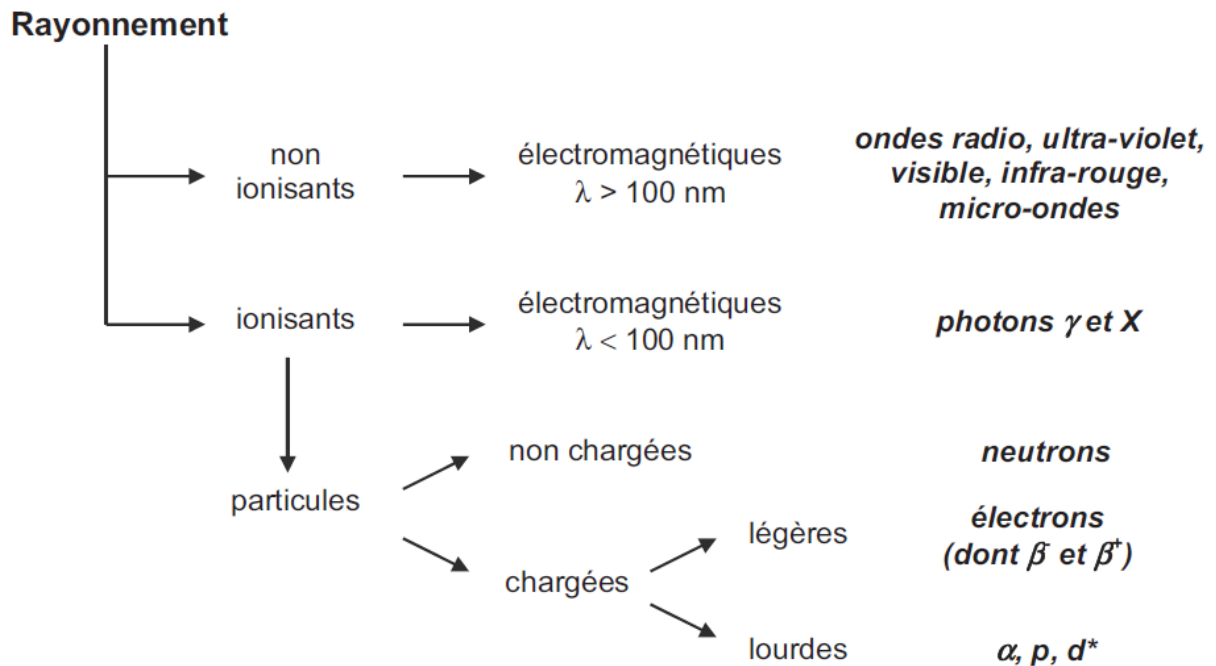 Rayonnement
non
ionisants
électromagnétiques
λ > 100 nm
ondes radio, ultra-violet,
visible, infra-rouge,
micro-ondes
ionisants
électromagnétiques
λ < 100 nm
photons γ et X
particules
non chargées
neutrons
chargées
légères
électrons
(dont β⁻ et β⁺)
lourdes
α, p, d*